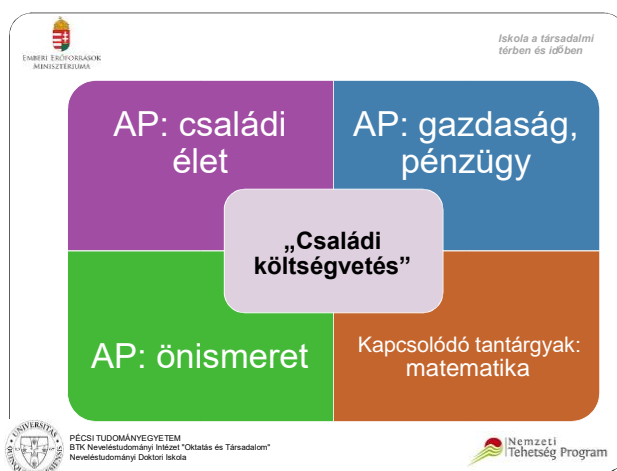 EMBERI ERŐFORRÁSOK
MINISZTÉRIUMA
Iskola a társadalmi
térben és időben
AP: családi
élet
AP: gazdaság,
pénzügy
„Családi
költségvetés”
AP: önismeret
Kapcsolódó tantárgyak:
matematika
PÉCSI TUDOMÁNYEGYETEM
BTK Neveléstudományi Intézet "Oktatás és Társadalom"
Neveléstudományi Doktori Iskola
Nemzeti
Tehetség Program